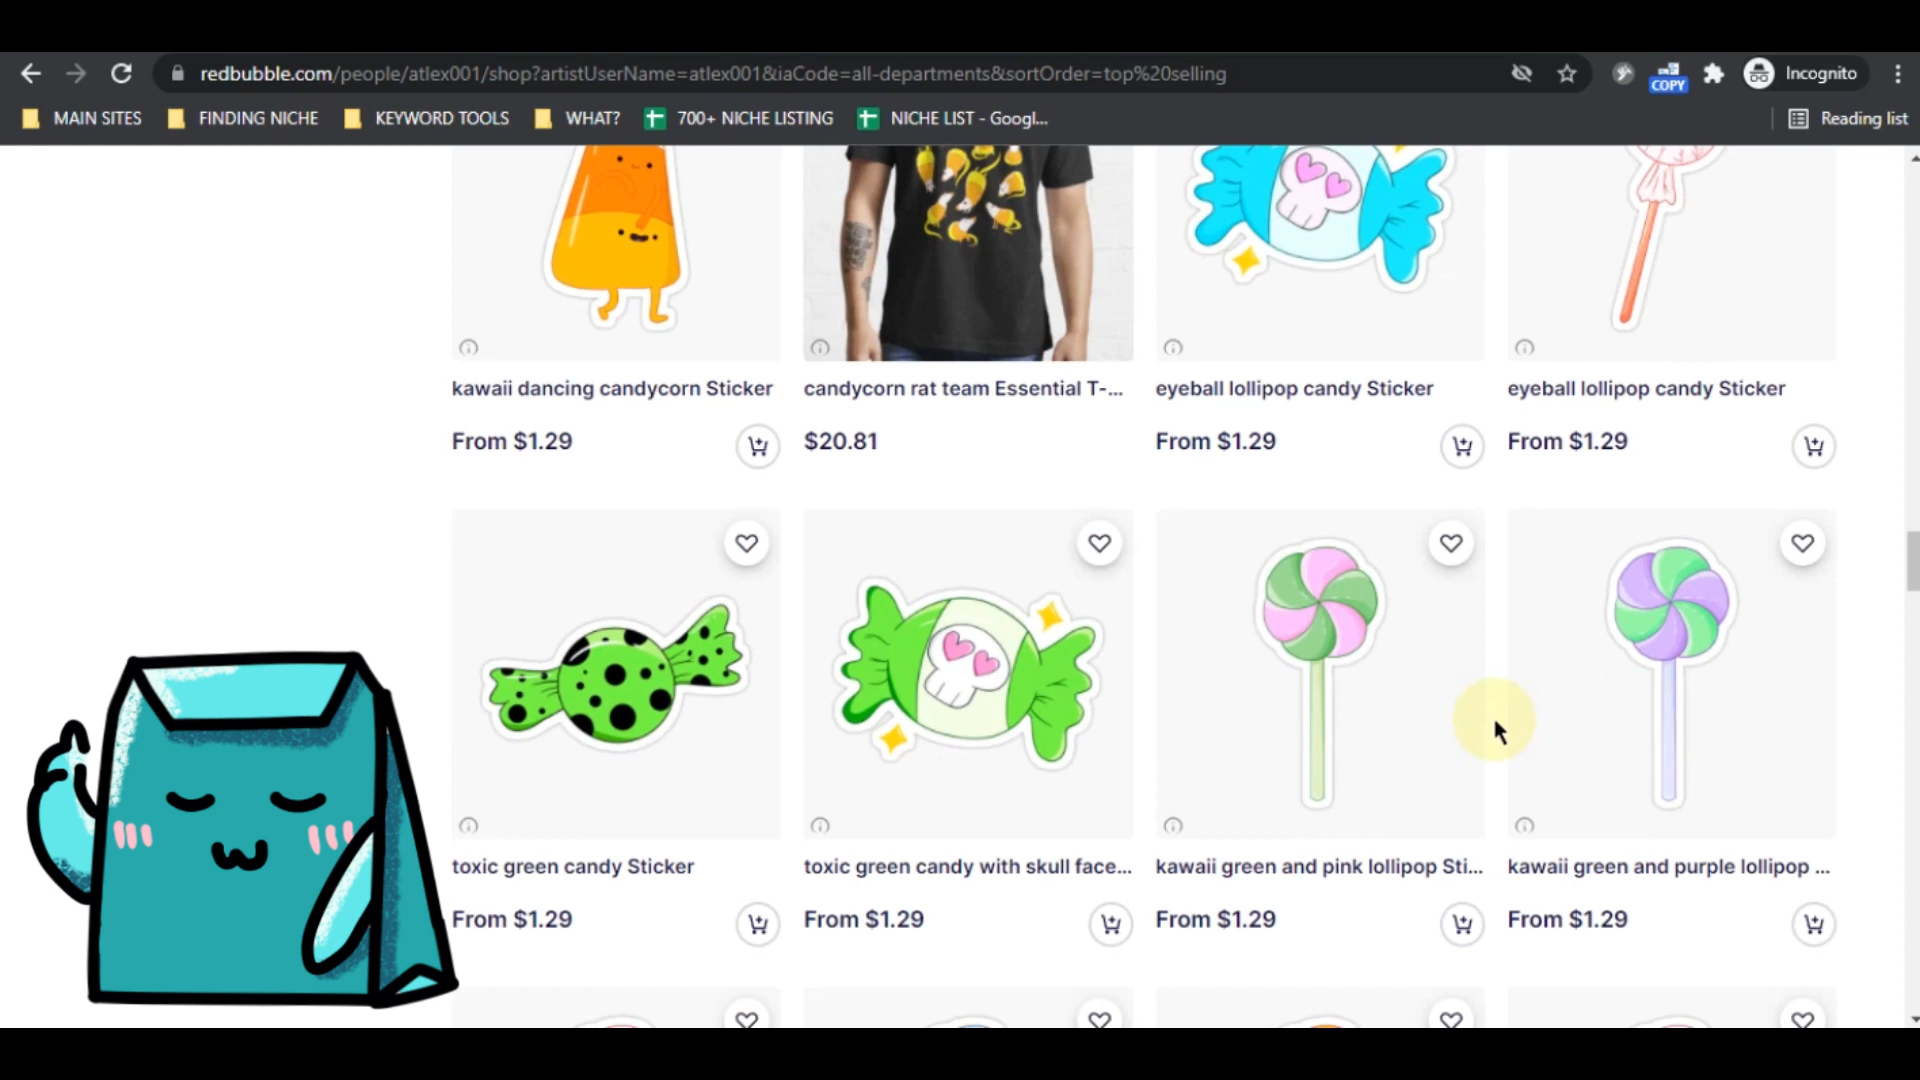 redbubble.com/people/atlex001/shop?artistUserName=atlex001&iaCode=all-departments&sortOrder=top%20selling
COPY
Incognito
MAIN SITES
FINDING NICHE
KEYWORD TOOLS
WHAT?
700+ NICHE LISTING
NICHE LIST - Googl...
Reading list
kawaii dancing candycorn Sticker
candycorn rat team Essential T-...
eyeball lollipop candy Sticker
eyeball lollipop candy Sticker
From $1.29
$20.81
From $1.29
From $1.29
toxic green candy Sticker
toxic green candy with skull face...
kawaii green and pink lollipop Sti...
kawaii green and purple lollipop ...
From $1.29
From $1.29
From $1.29
From $1.29